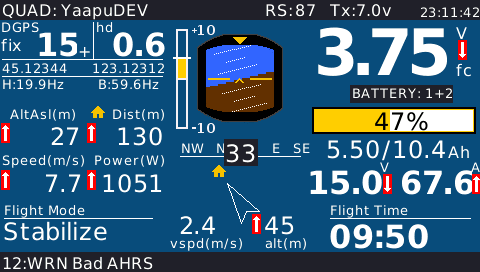 QUAD: YaapuDEV RS:87 Tx:7.0v 23:11:42
DGPS hd +10 V
fix 15+ 0.6 3.75 fc
45.12344 123.12312
H:19.9Hz B:59.6Hz
BATTERY: 1+2
AltAsl(m) Dist(m) 47%
27 130 -10
NW N 33 E SE 5.50/10.4Ah
Speed(m/s) Power(W) V A
7.7 1051 15.0 67.6
Flight Mode 2.4 45 Flight Time
Stabilize vspd(m/s) alt(m) 09:50
12:WRN Bad AHRS